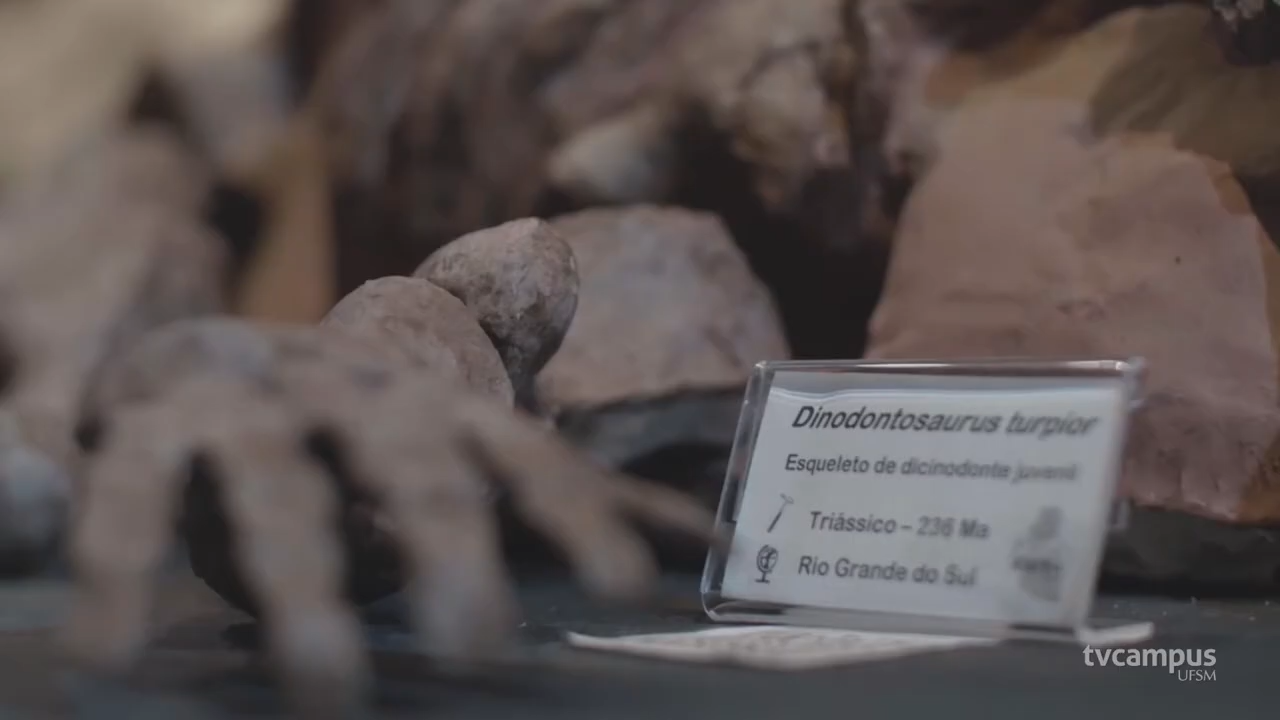 Dinodontosaurus turpior
Esqueleto de dicinodonte juvenil
Triássico – 236 Ma
Rio Grande do Sul
tvcampus
UFSM